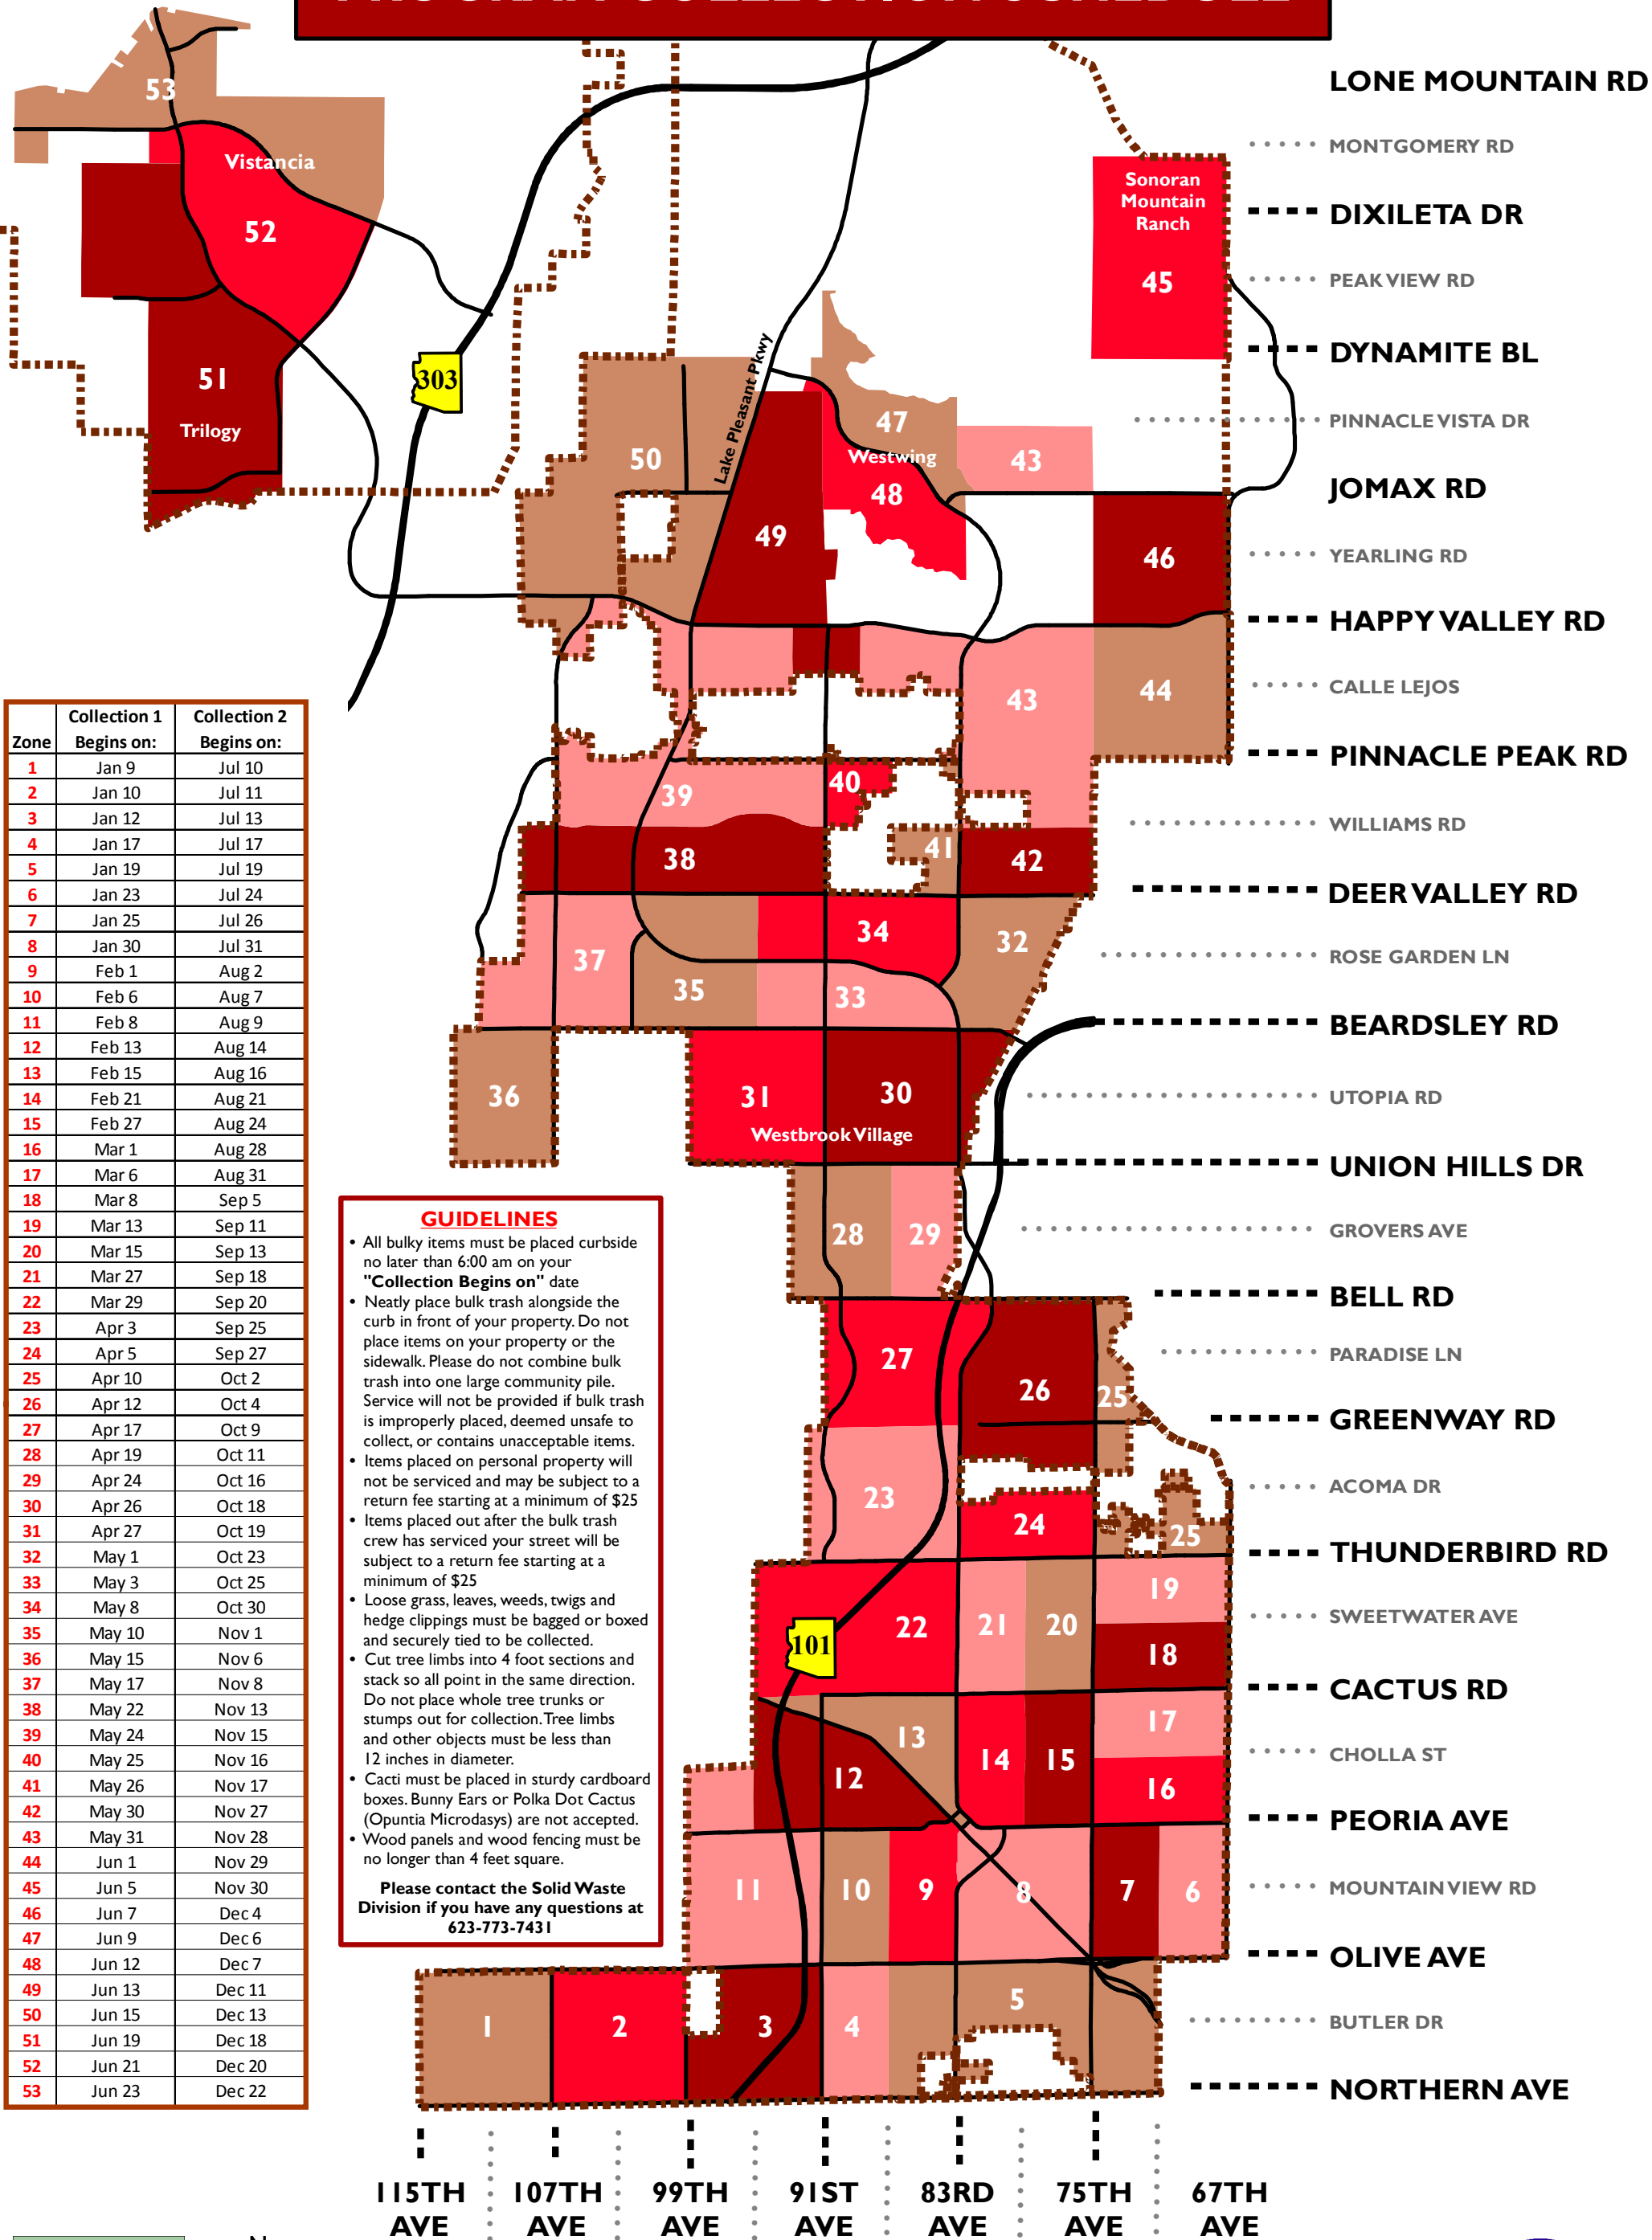 PROGRAM COLLECTION SCHEDULE
53
Vistancia
52
51
Trilogy
303
Lake Pleasant Pkwy
Sonoran
Mountain
Ranch
45
47
Westwing
43
50
48
49
46
43
44
40
39
41
42
38
34
32
37
35
33
36
31
30
Westbrook Village
28
29
27
26
25
23
24
25
19
22
21
20
18
101
17
13
14
15
12
16
11
10
9
8
7
6
5
1
2
3
4
LONE MOUNTAIN RD
MONTGOMERY RD
DIXILETA DR
PEAK VIEW RD
DYNAMITE BL
PINNACLE VISTA DR
JOMAX RD
YEARLING RD
HAPPY VALLEY RD
CALLE LEJOS
PINNACLE PEAK RD
WILLIAMS RD
DEER VALLEY RD
ROSE GARDEN LN
BEARDSLEY RD
UTOPIA RD
UNION HILLS DR
GROVERS AVE
BELL RD
PARADISE LN
GREENWAY RD
ACOMA DR
THUNDERBIRD RD
SWEETWATER AVE
CACTUS RD
CHOLLA ST
PEORIA AVE
MOUNTAIN VIEW RD
OLIVE AVE
BUTLER DR
NORTHERN AVE
Collection 1 Collection 2
Zone Begins on: Begins on:
1 Jan 9 Jul 10
2 Jan 10 Jul 11
3 Jan 12 Jul 13
4 Jan 17 Jul 17
5 Jan 19 Jul 19
6 Jan 23 Jul 24
7 Jan 25 Jul 26
8 Jan 30 Jul 31
9 Feb 1 Aug 2
10 Feb 6 Aug 7
11 Feb 8 Aug 9
12 Feb 13 Aug 14
13 Feb 15 Aug 16
14 Feb 21 Aug 21
15 Feb 27 Aug 24
16 Mar 1 Aug 28
17 Mar 6 Aug 31
18 Mar 8 Sep 5
19 Mar 13 Sep 11
20 Mar 15 Sep 13
21 Mar 27 Sep 18
22 Mar 29 Sep 20
23 Apr 3 Sep 25
24 Apr 5 Sep 27
25 Apr 10 Oct 2
26 Apr 12 Oct 4
27 Apr 17 Oct 9
28 Apr 19 Oct 11
29 Apr 24 Oct 16
30 Apr 26 Oct 18
31 Apr 27 Oct 19
32 May 1 Oct 23
33 May 3 Oct 25
34 May 8 Oct 30
35 May 10 Nov 1
36 May 15 Nov 6
37 May 17 Nov 8
38 May 22 Nov 13
39 May 24 Nov 15
40 May 25 Nov 16
41 May 26 Nov 17
42 May 30 Nov 27
43 May 31 Nov 28
44 Jun 1 Nov 29
45 Jun 5 Nov 30
46 Jun 7 Dec 4
47 Jun 9 Dec 6
48 Jun 12 Dec 7
49 Jun 13 Dec 11
50 Jun 15 Dec 13
51 Jun 19 Dec 18
52 Jun 21 Dec 20
53 Jun 23 Dec 22
GUIDELINES
• All bulky items must be placed curbside
no later than 6:00 am on your
"Collection Begins on" date
• Neatly place bulk trash alongside the
curb in front of your property. Do not
place items on your property or the
sidewalk. Please do not combine bulk
trash into one large community pile.
Service will not be provided if bulk trash
is improperly placed, deemed unsafe to
collect, or contains unacceptable items.
• Items placed on personal property will
not be serviced and may be subject to a
return fee starting at a minimum of $25
• Items placed out after the bulk trash
crew has serviced your street will be
subject to a return fee starting at a
minimum of $25
• Loose grass, leaves, weeds, twigs and
hedge clippings must be bagged or boxed
and securely tied to be collected.
• Cut tree limbs into 4 foot sections and
stack so all point in the same direction.
Do not place whole tree trunks or
stumps out for collection. Tree limbs
and other objects must be less than
12 inches in diameter.
• Cacti must be placed in sturdy cardboard
boxes. Bunny Ears or Polka Dot Cactus
(Opuntia Microdasys) are not accepted.
• Wood panels and wood fencing must be
no longer than 4 feet square.
Please contact the Solid Waste
Division if you have any questions at
623-773-7431
115TH 107TH 99TH 91ST 83RD 75TH 67TH
AVE AVE AVE AVE AVE AVE AVE
N